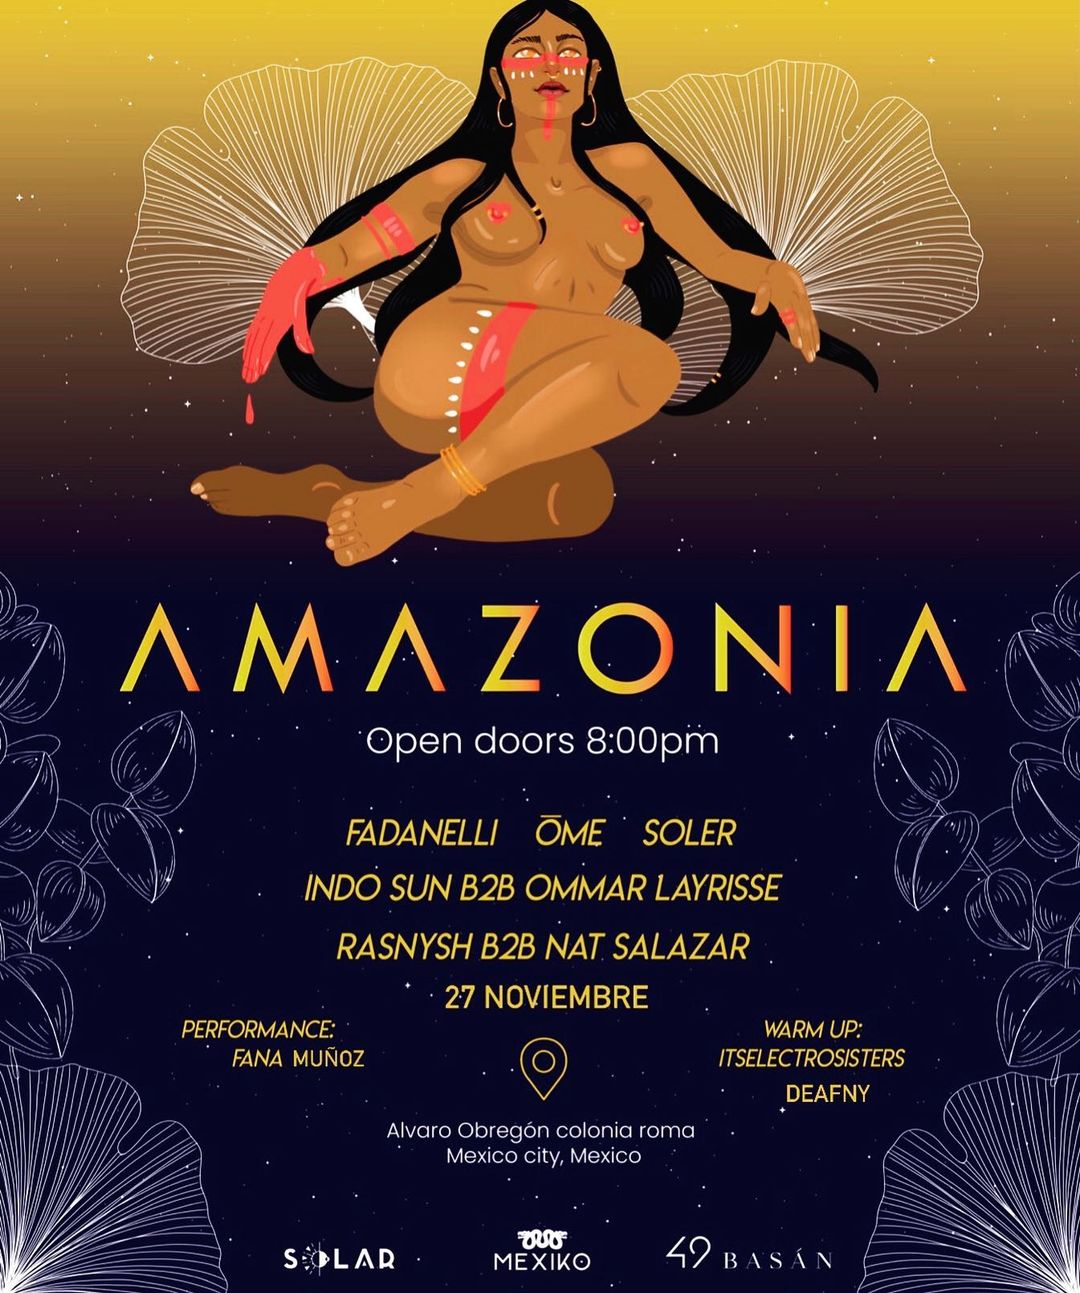 AMAZONIA
Open doors 8:00pm
FADANELLI ŌME SOLER
INDO SUN B2B OMMAR LAYRISSE
RASNYSH B2B NAT SALAZAR
27 NOVIEMBRE
PERFORMANCE:
FANA MUÑOZ
WARM UP:
ITSELECTROSISTERS
DEAFNY
Alvaro Obregón colonia roma
Mexico city, Mexico
SOLAR
MEXIKO
49 BASÁN